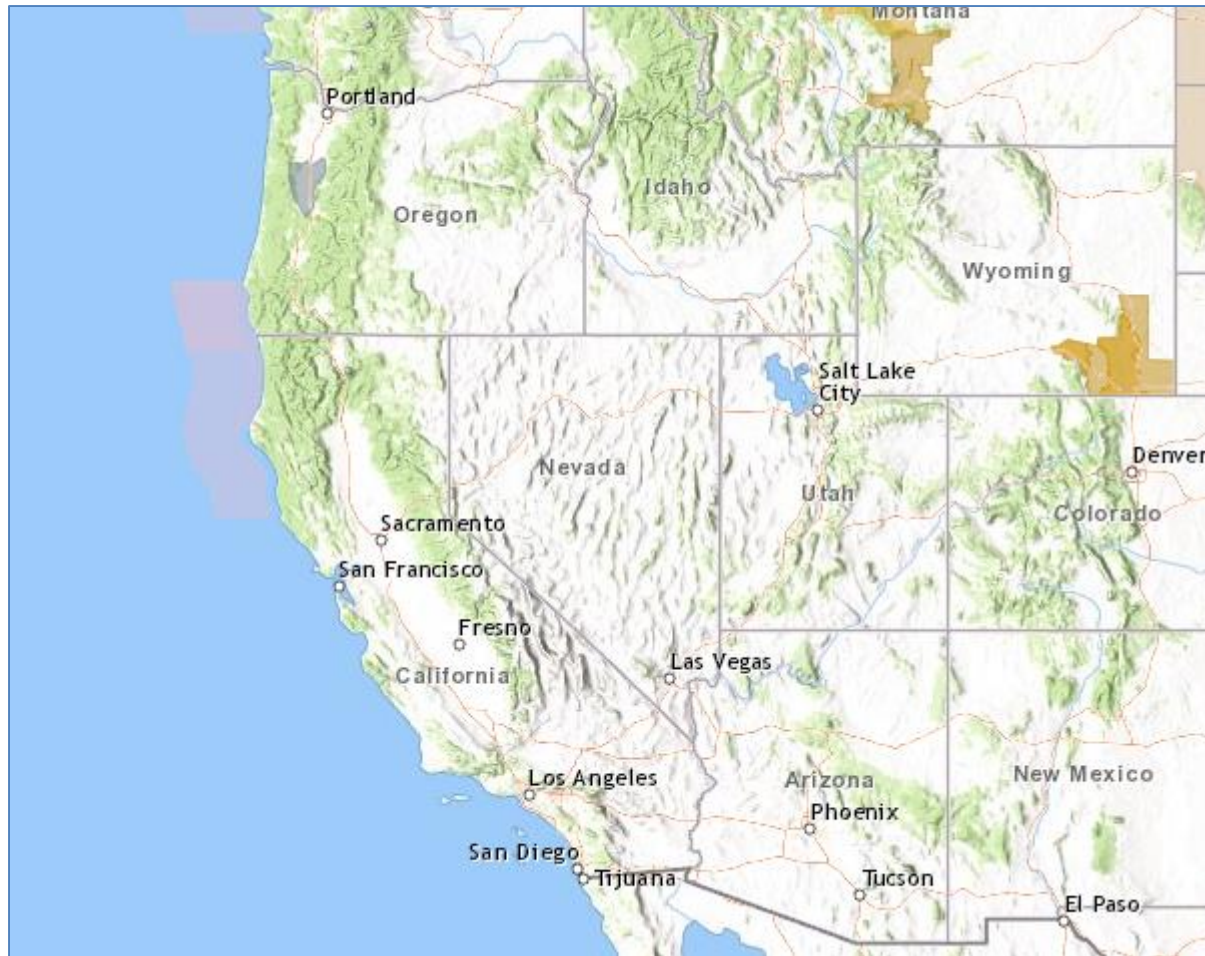 Montana
Portland
Idaho
Oregon
Wyoming
Salt Lake
City
Nevada
Denver
Utah
Colorado
Sacramento
San Francisco
Fresno
Las Vegas
California
Los Angeles
Arizona
New Mexico
Phoenix
San Diego
Tijuana
Tucson
El Paso